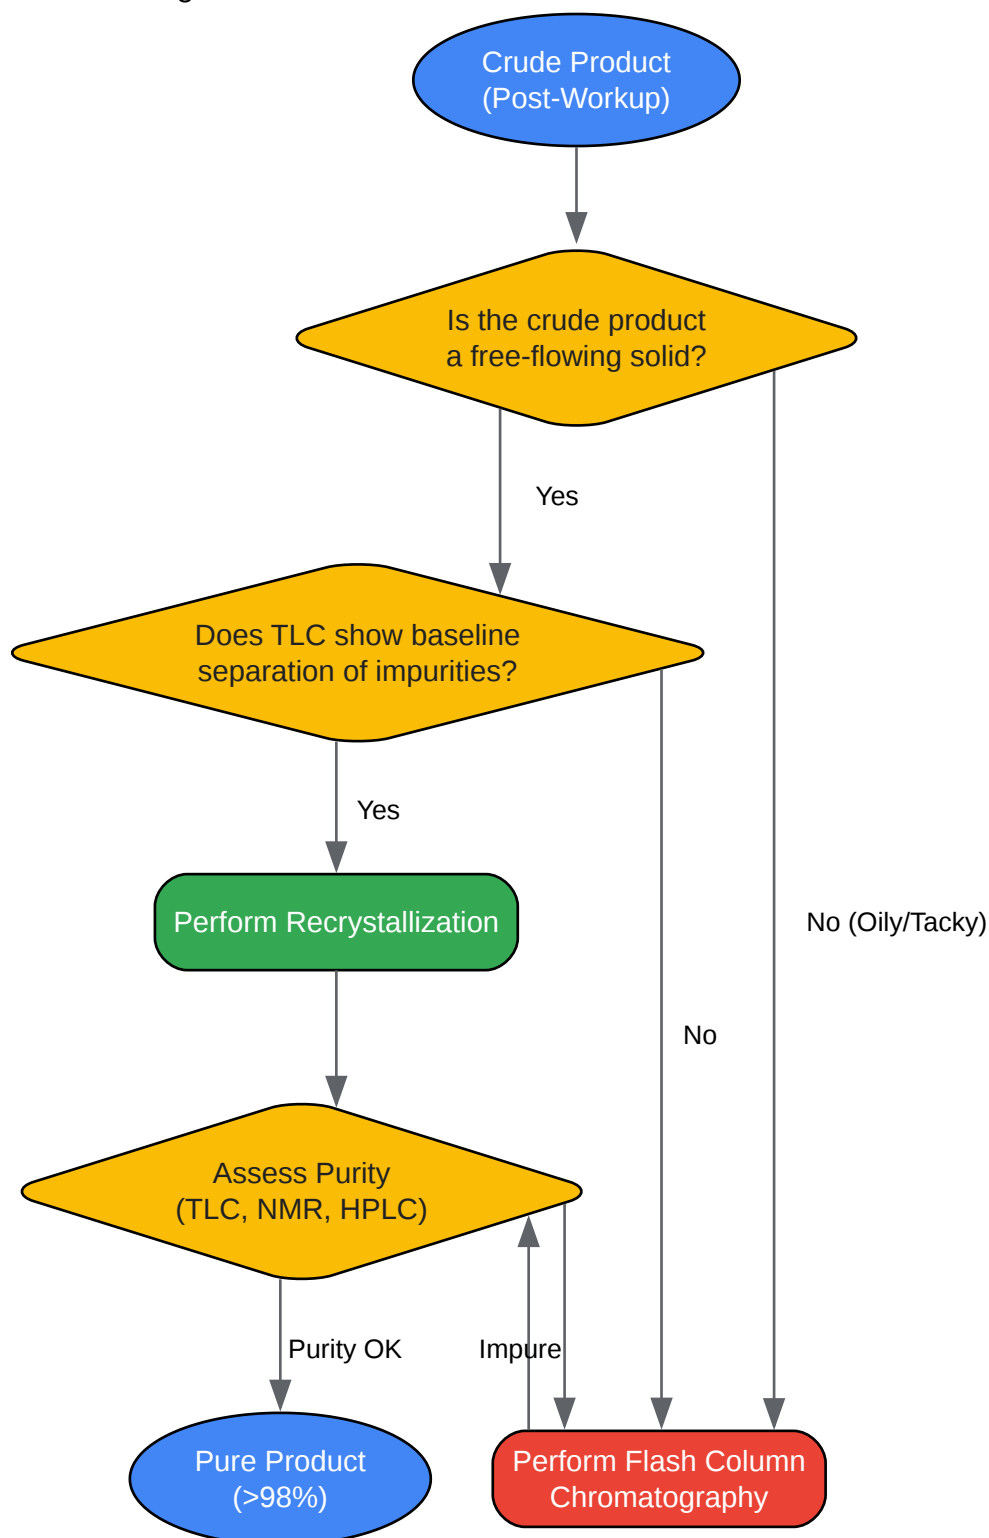 Crude Product
(Post-Workup)
Is the crude product
a free-flowing solid?
Yes
Does TLC show baseline
separation of impurities?
Yes
Perform Recrystallization
No (Oily/Tacky)
No
Assess Purity
(TLC, NMR, HPLC)
Purity OK
Impure
Pure Product
(>98%)
Perform Flash Column
Chromatography